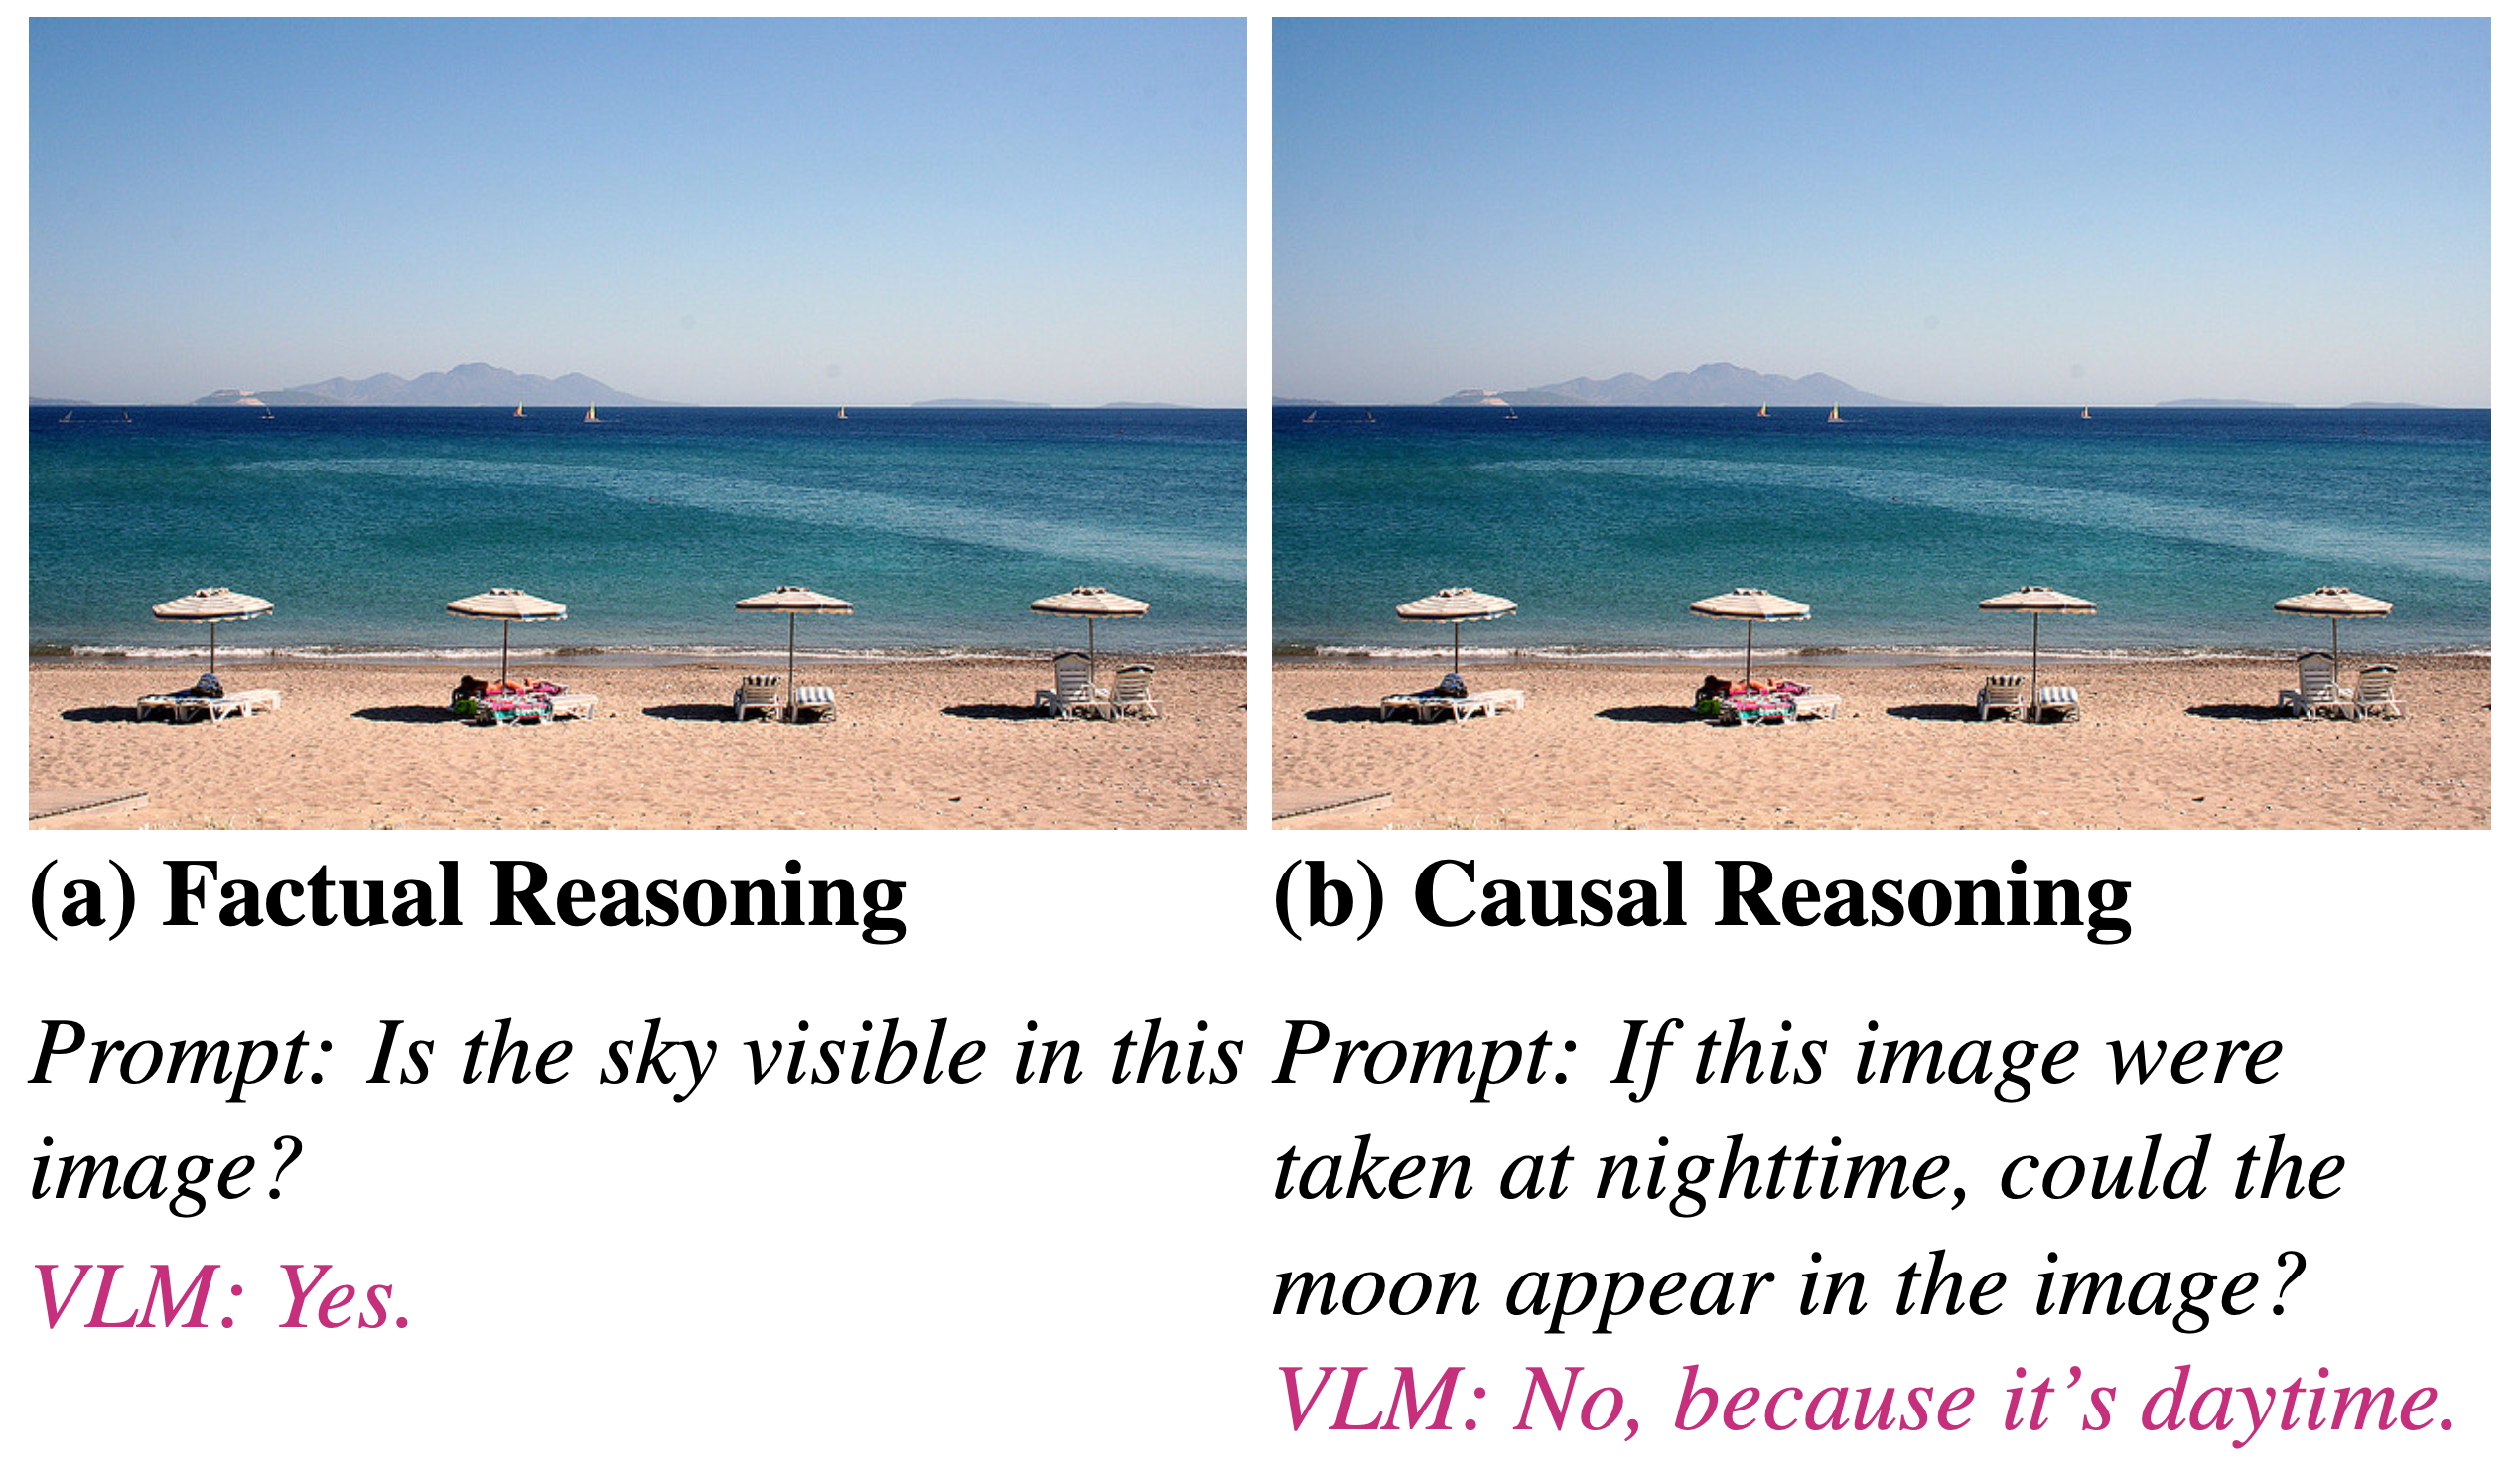 (a) Factual Reasoning
Prompt: Is the sky visible in this
image?
VLM: Yes.
(b) Causal Reasoning
Prompt: If this image were
taken at nighttime, could the
moon appear in the image?
VLM: No, because it’s daytime.